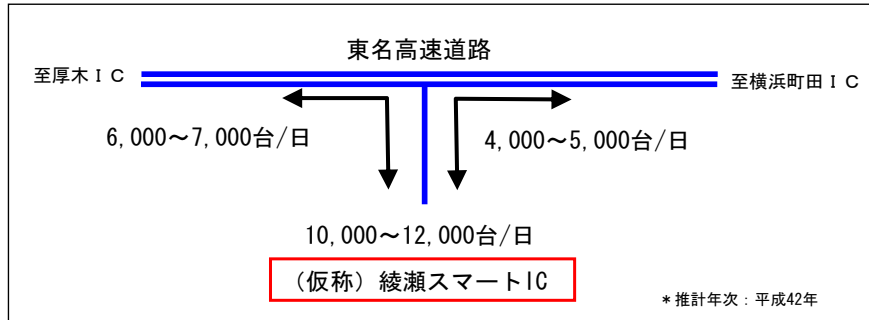 東名高速道路
至厚木ＩＣ
至横浜町田ＩＣ
6,000～7,000台/日
4,000～5,000台/日
10,000～12,000台/日
（仮称）綾瀬スマートIC
＊推計年次：平成42年